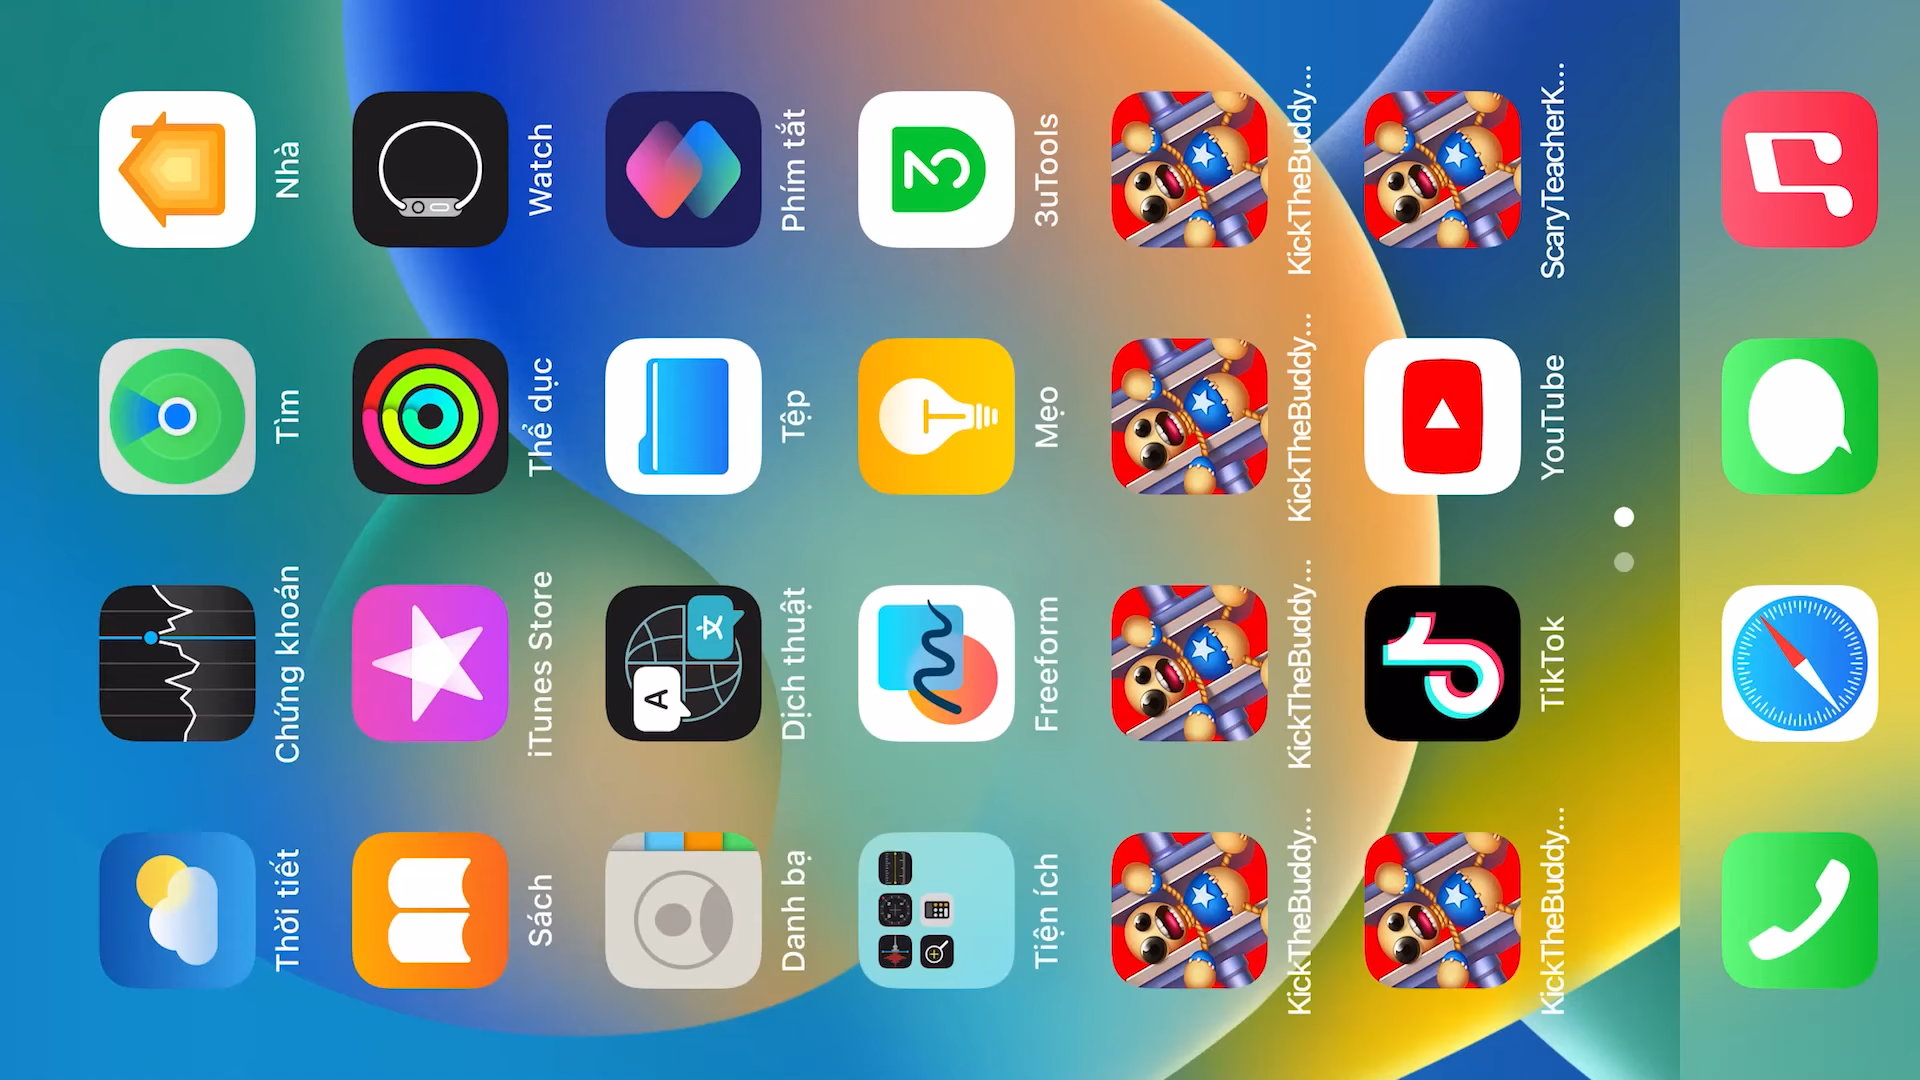 Thời tiết Chứng khoán Tìm Nhà
Sách iTunes Store Thể dục Watch
A 文
Danh bạ Dịch thuật Tệp Phím tắt
Tiện ích Freeform Mẹo 3uTools
KickTheBuddy... KickTheBuddy... KickTheBuddy... KickTheBuddy...
KickTheBuddy... TikTok YouTube ScaryTeacherK...